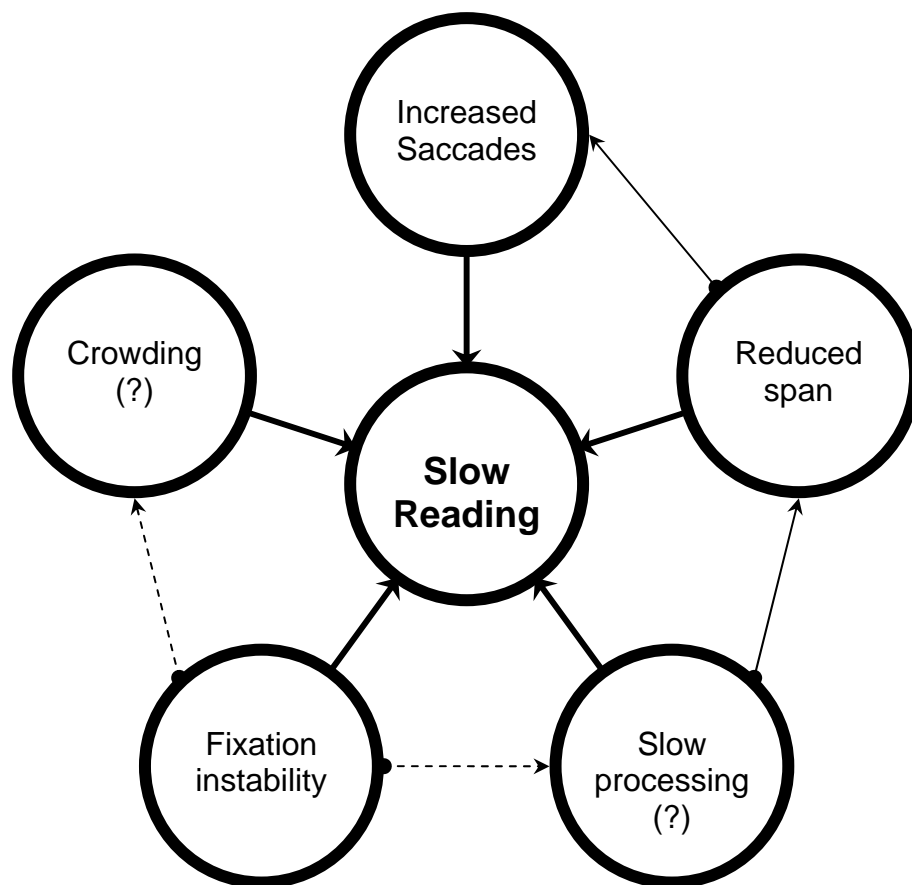 Increased
Saccades
Crowding
(?)
Reduced
span
Slow
Reading
Fixation
instability
Slow
processing
(?)